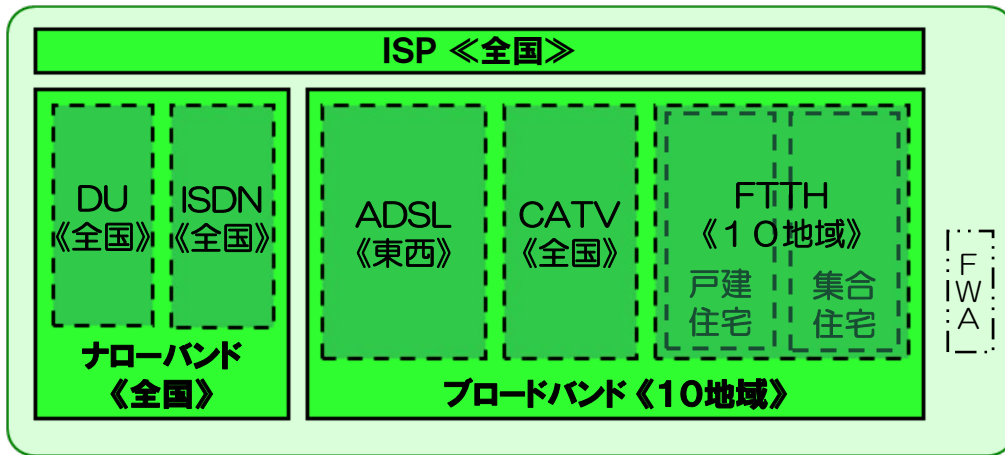 ISP ≪全国≫
DU
《全国》
ISDN
《全国》
ナローバンド
《全国》
ADSL
《東西》
CATV
《全国》
FTTH
《１０地域》
戸建
住宅
集合
住宅
ブロードバンド《10地域》
FWA